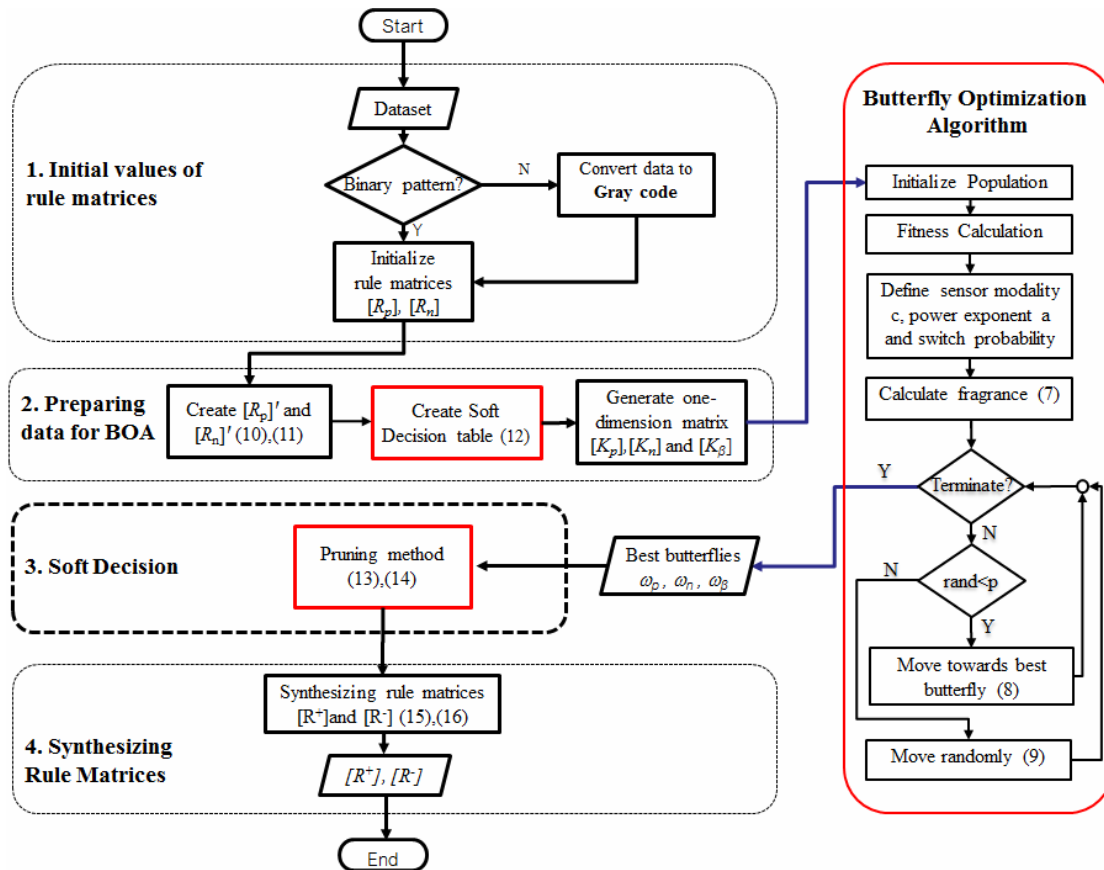 Start
1. Initial values of
rule matrices
Dataset
Binary pattern?
N
Convert data to
Gray code
Y
Initialize
rule matrices
[Rp], [Rn]
2. Preparing
data for BOA
Create [Rp]′ and
[Rn]′ (10),(11)
Create Soft
Decision table (12)
Generate one-
dimension matrix
[Kp],[Kn] and [Kβ]
Butterfly Optimization
Algorithm
Initialize Population
Fitness Calculation
Define sensor modality
c, power exponent a
and switch probability
Calculate fragrance (7)
Terminate?
Y
N
rand<p
N
Y
Move towards best
butterfly (8)
Move randomly (9)
Best butterflies
ωp , ωn , ωβ
3. Soft Decision
Pruning method
(13),(14)
4. Synthesizing
Rule Matrices
Synthesizing rule matrices
[R⁺]and [R⁻] (15),(16)
[R⁺], [R⁻]
End